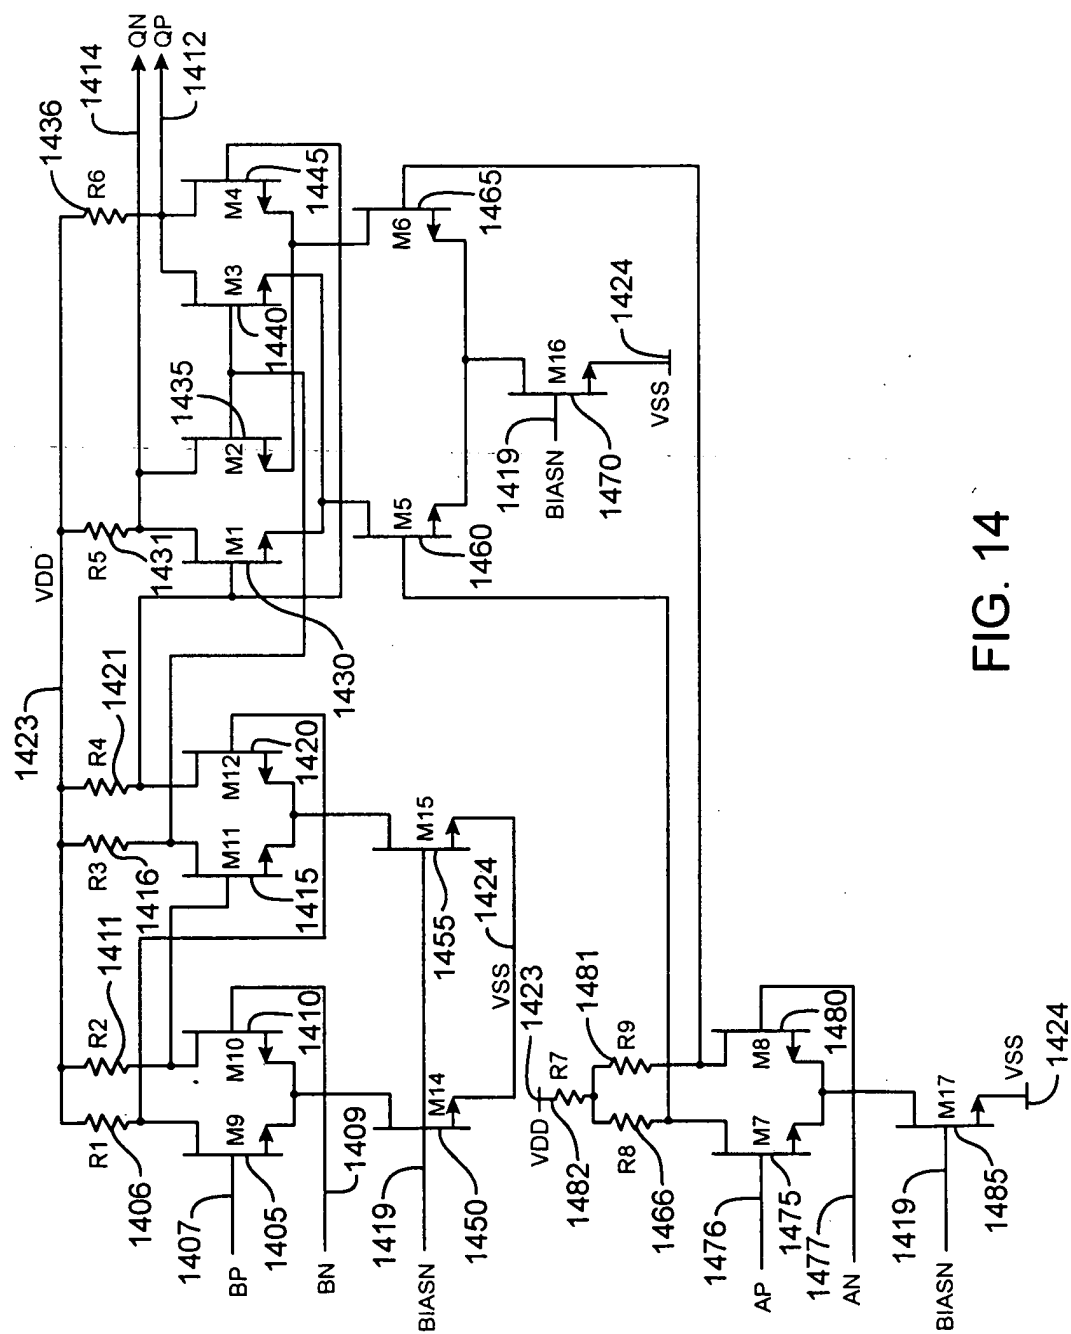 1423
VDD
R1
R2
R3
R4
R5
R6
1406
1411
1416
1421
1431
1436
1414
QN
QP
1412
BP
1407
M9
M10
M11
M12
M1
M2
M3
M4
1405
1410
1415
1420
1430
1435
1440
1445
BN
1409
BIASN
1419
M14
M15
1450
1455
VSS
1424
M5
M6
1460
1465
BIASN
1419
M16
1470
VSS
1424
VDD
1423
1482
R7
R8
R9
1466
1481
AP
1476
M7
M8
1475
1480
AN
1477
BIASN
1419
M17
1485
VSS
1424
FIG. 14